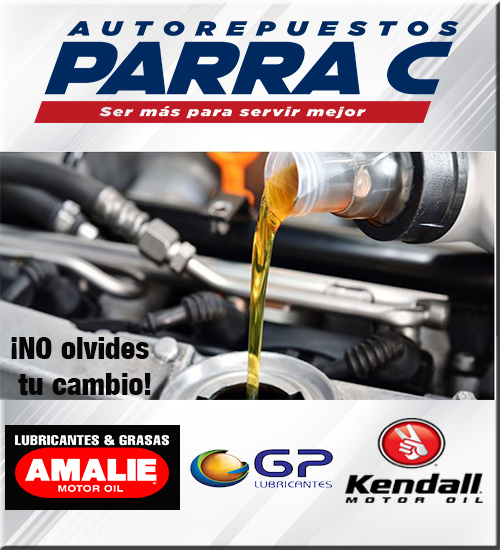 AUTOREPUESTOS
PARRA C
Ser más para servir mejor
¡NO olvides
tu cambio!
LUBRICANTES & GRASAS
AMALIE
MOTOR OIL
GP
LUBRICANTES
Kendall
MOTOR OIL